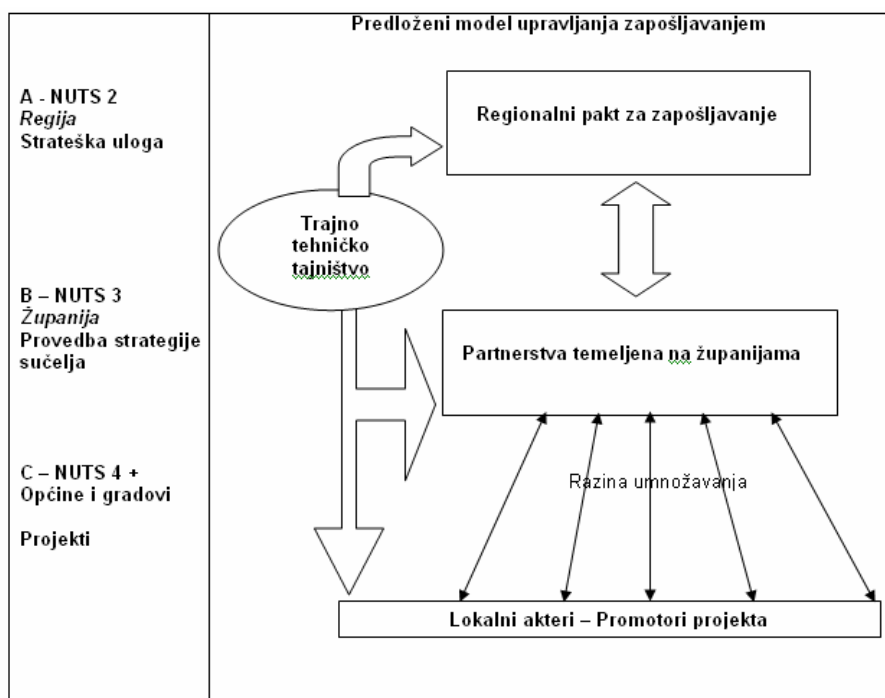 Predloženi model upravljanja zapošljavanjem
A - NUTS 2
Regija
Strateška uloga
Regionalni pakt za zapošljavanje
Trajno
tehničko
tajništvo
B – NUTS 3
Županija
Provedba strategije
sučelja
Partnerstva temeljena na županijama
C – NUTS 4 +
Općine i gradovi
Projekti
Razina umnožavanja
Lokalni akteri – Promotori projekta